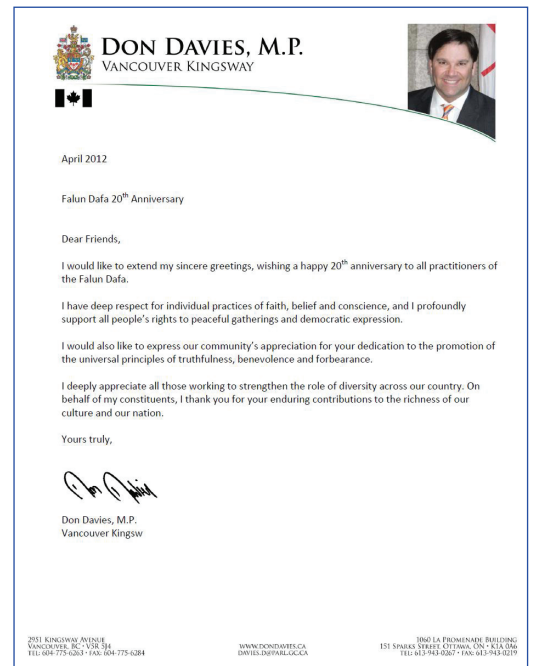 DON DAVIES, M.P.
VANCOUVER KINGSWAY
April 2012
Falun Dafa 20th Anniversary
Dear Friends,
I would like to extend my sincere greetings, wishing a happy 20th anniversary to all practitioners of
the Falun Dafa.
I have deep respect for individual practices of faith, belief and conscience, and I profoundly
support all people's rights to peaceful gatherings and democratic expression.
I would also like to express our community's appreciation for your dedication to the promotion of
the universal principles of truthfulness, benevolence and forbearance.
I deeply appreciate all those working to strengthen the role of diversity across our country. On
behalf of my constituents, I thank you for your enduring contributions to the richness of our
culture and our nation.
Yours truly,
Don Davies
Don Davies, M.P.
Vancouver Kingsw
2951 KINGSWAY AVENUE
VANCOUVER, BC · V5R 5J4
TEL: 604-775-6263 · FAX: 604-775-6284
WWW.DONDAVIES.CA
DAVIES.D@PARL.GC.CA
1060 LA PROMENADE BUILDING
151 SPARKS STREET, OTTAWA, ON · K1A 0A6
TEL: 613-943-0267 · FAX: 613-943-0219